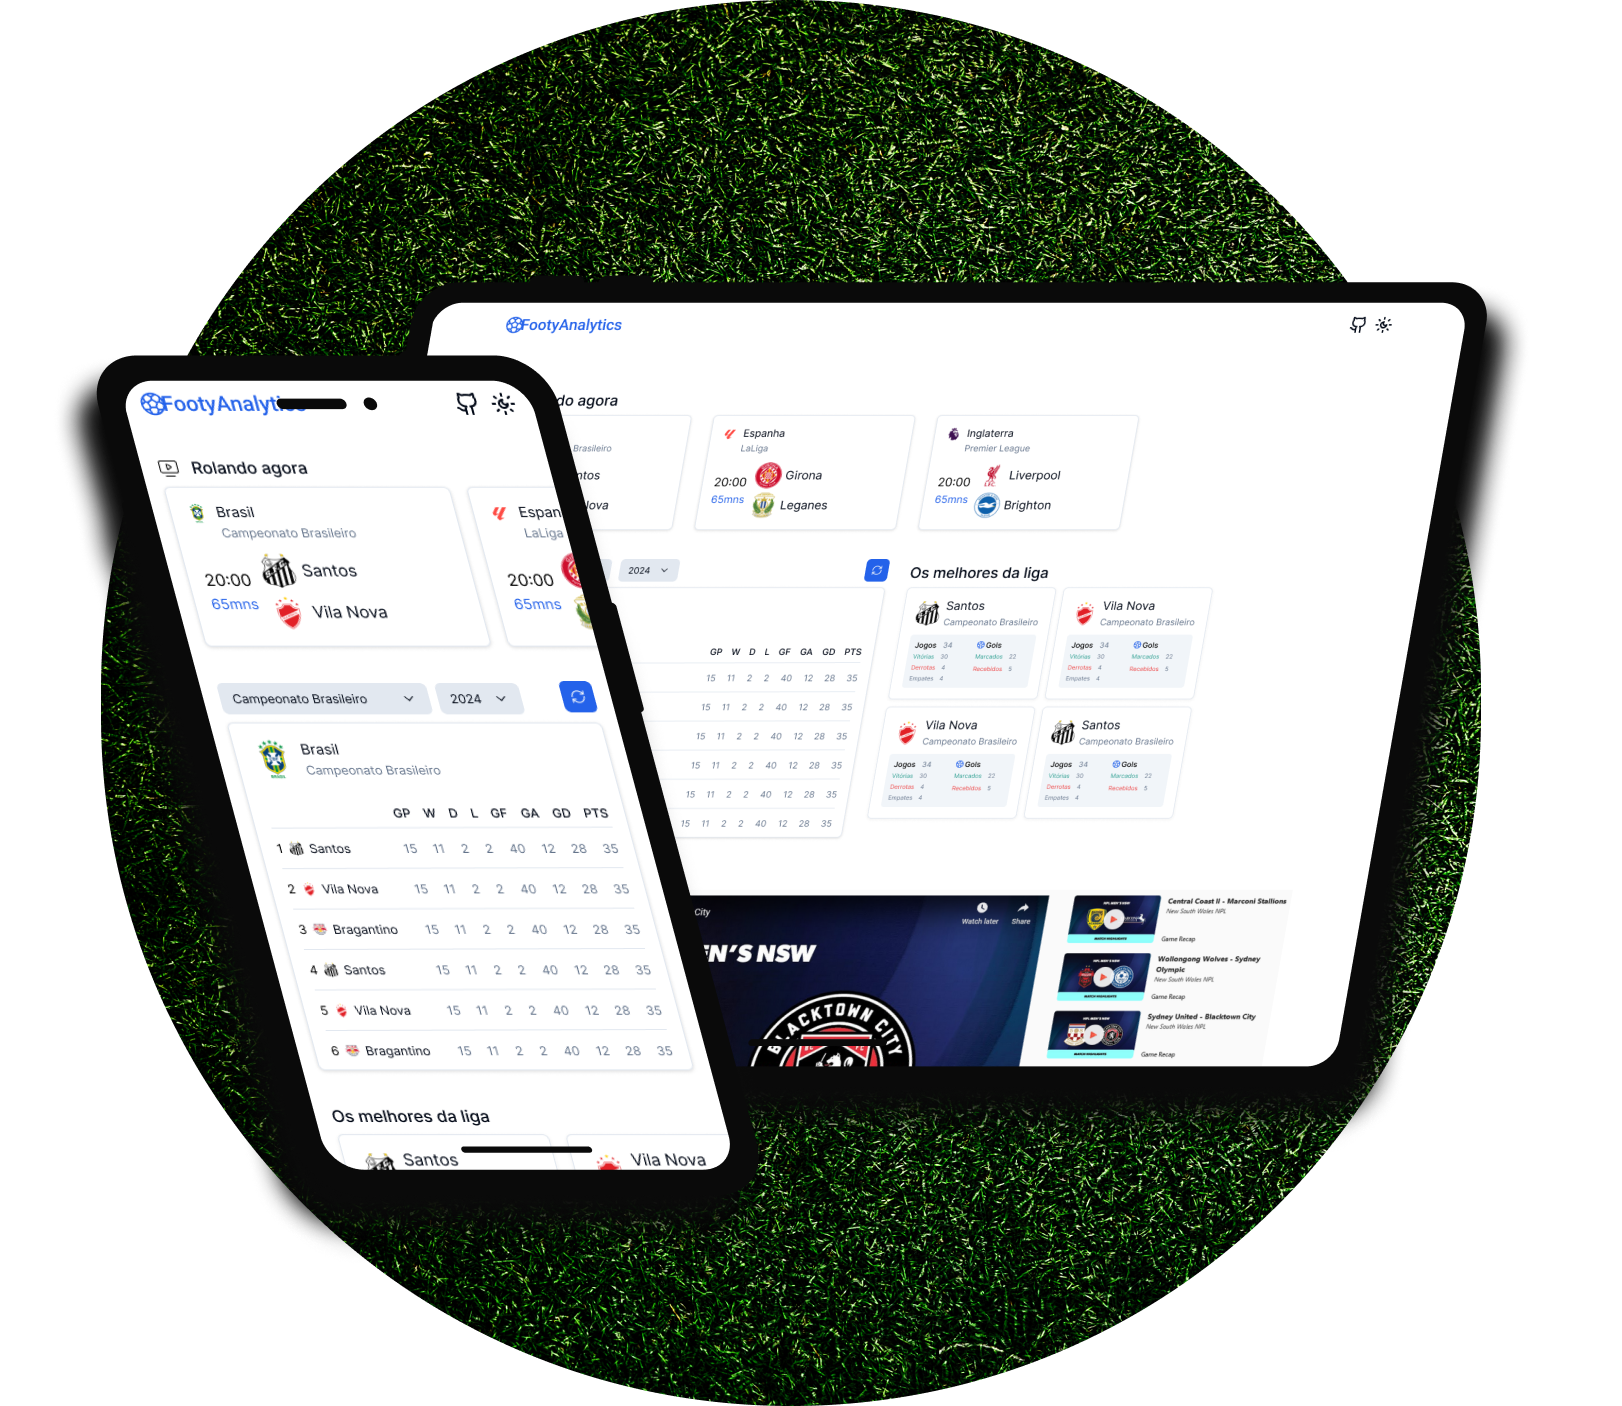 FootyAnalytics
Rolando agora
Brasil
Campeonato Brasileiro
20:00
65mns
Santos
Vila Nova
Espan
LaLiga
20:00
65mns
Campeonato Brasileiro
2024
Brasil
Campeonato Brasileiro
GP W D L GF GA GD PTS
1 Santos 15 11 2 2 40 12 28 35
2 Vila Nova 15 11 2 2 40 12 28 35
3 Bragantino 15 11 2 2 40 12 28 35
4 Santos 15 11 2 2 40 12 28 35
5 Vila Nova 15 11 2 2 40 12 28 35
6 Bragantino 15 11 2 2 40 12 28 35
Os melhores da liga
Santos
Vila Nova
FootyAnalytics
do agora
Brasileiro
ntos
lova
Espanha
LaLiga
20:00
65mns
Girona
Leganes
Inglaterra
Premier League
20:00
65mns
Liverpool
Brighton
2024
GP W D L GF GA GD PTS
15 11 2 2 40 12 28 35
15 11 2 2 40 12 28 35
15 11 2 2 40 12 28 35
15 11 2 2 40 12 28 35
15 11 2 2 40 12 28 35
15 11 2 2 40 12 28 35
Os melhores da liga
Santos
Campeonato Brasileiro
Jogos 34 Gols
Vitórias 30 Marcados 22
Derrotas 4 Recebidos 5
Empates 4
Vila Nova
Campeonato Brasileiro
Jogos 34 Gols
Vitórias 30 Marcados 22
Derrotas 4 Recebidos 5
Empates 4
Vila Nova
Campeonato Brasileiro
Jogos 34 Gols
Vitórias 30 Marcados 22
Derrotas 4 Recebidos 5
Empates 4
Santos
Campeonato Brasileiro
Jogos 34 Gols
Vitórias 30 Marcados 22
Derrotas 4 Recebidos 5
Empates 4
City
Watch later
Share
EN'S NSW
BLACKTOWN CITY
Central Coast II - Marconi Stallions
New South Wales NPL
Game Recap
MATCH HIGHLIGHTS
Wollongong Wolves - Sydney
Olympic
New South Wales NPL
Game Recap
MATCH HIGHLIGHTS
Sydney United - Blacktown City
New South Wales NPL
Game Recap
MATCH HIGHLIGHTS